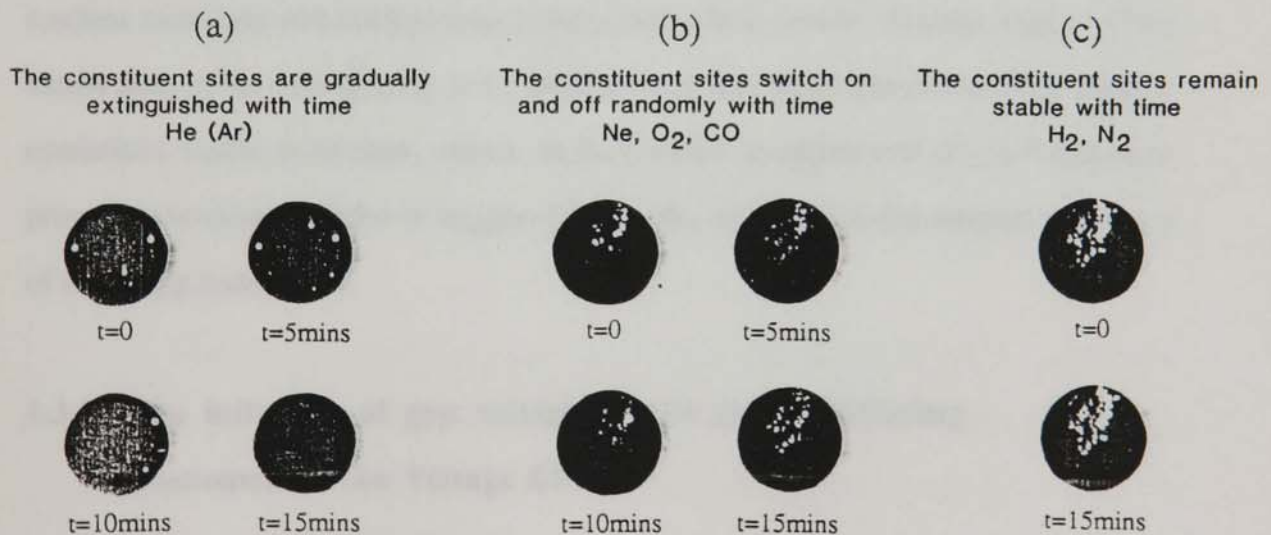 (a)
The constituent sites are gradually
extinguished with time
He (Ar)
t=0
t=5mins
t=10mins
t=15mins
(b)
The constituent sites switch on
and off randomly with time
Ne, O₂, CO
t=0
t=5mins
t=10mins
t=15mins
(c)
The constituent sites remain
stable with time
H₂, N₂
t=0
t=15mins